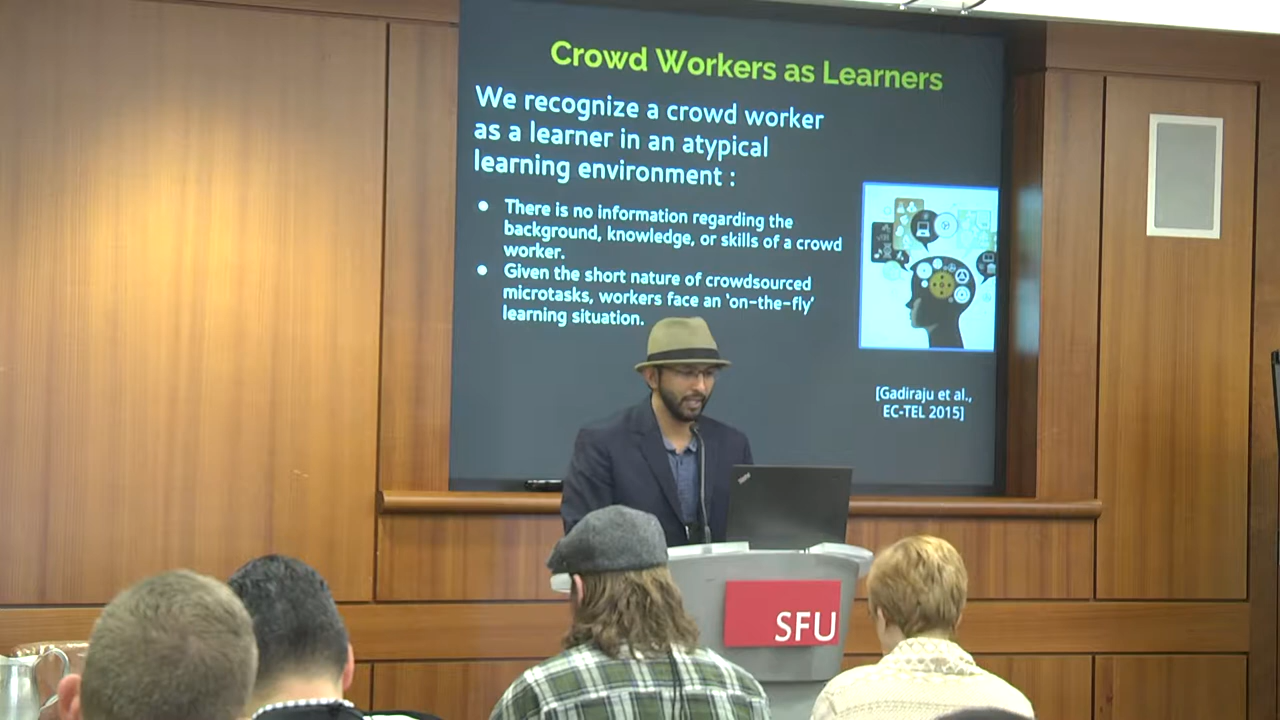 Crowd Workers as Learners
We recognize a crowd worker
as a learner in an atypical
learning environment :
● There is no information regarding the
background, knowledge, or skills of a crowd
worker.
● Given the short nature of crowdsourced
microtasks, workers face an ‘on-the-fly’
learning situation.
[Gadiraju et al.,
EC-TEL 2015]
SFU